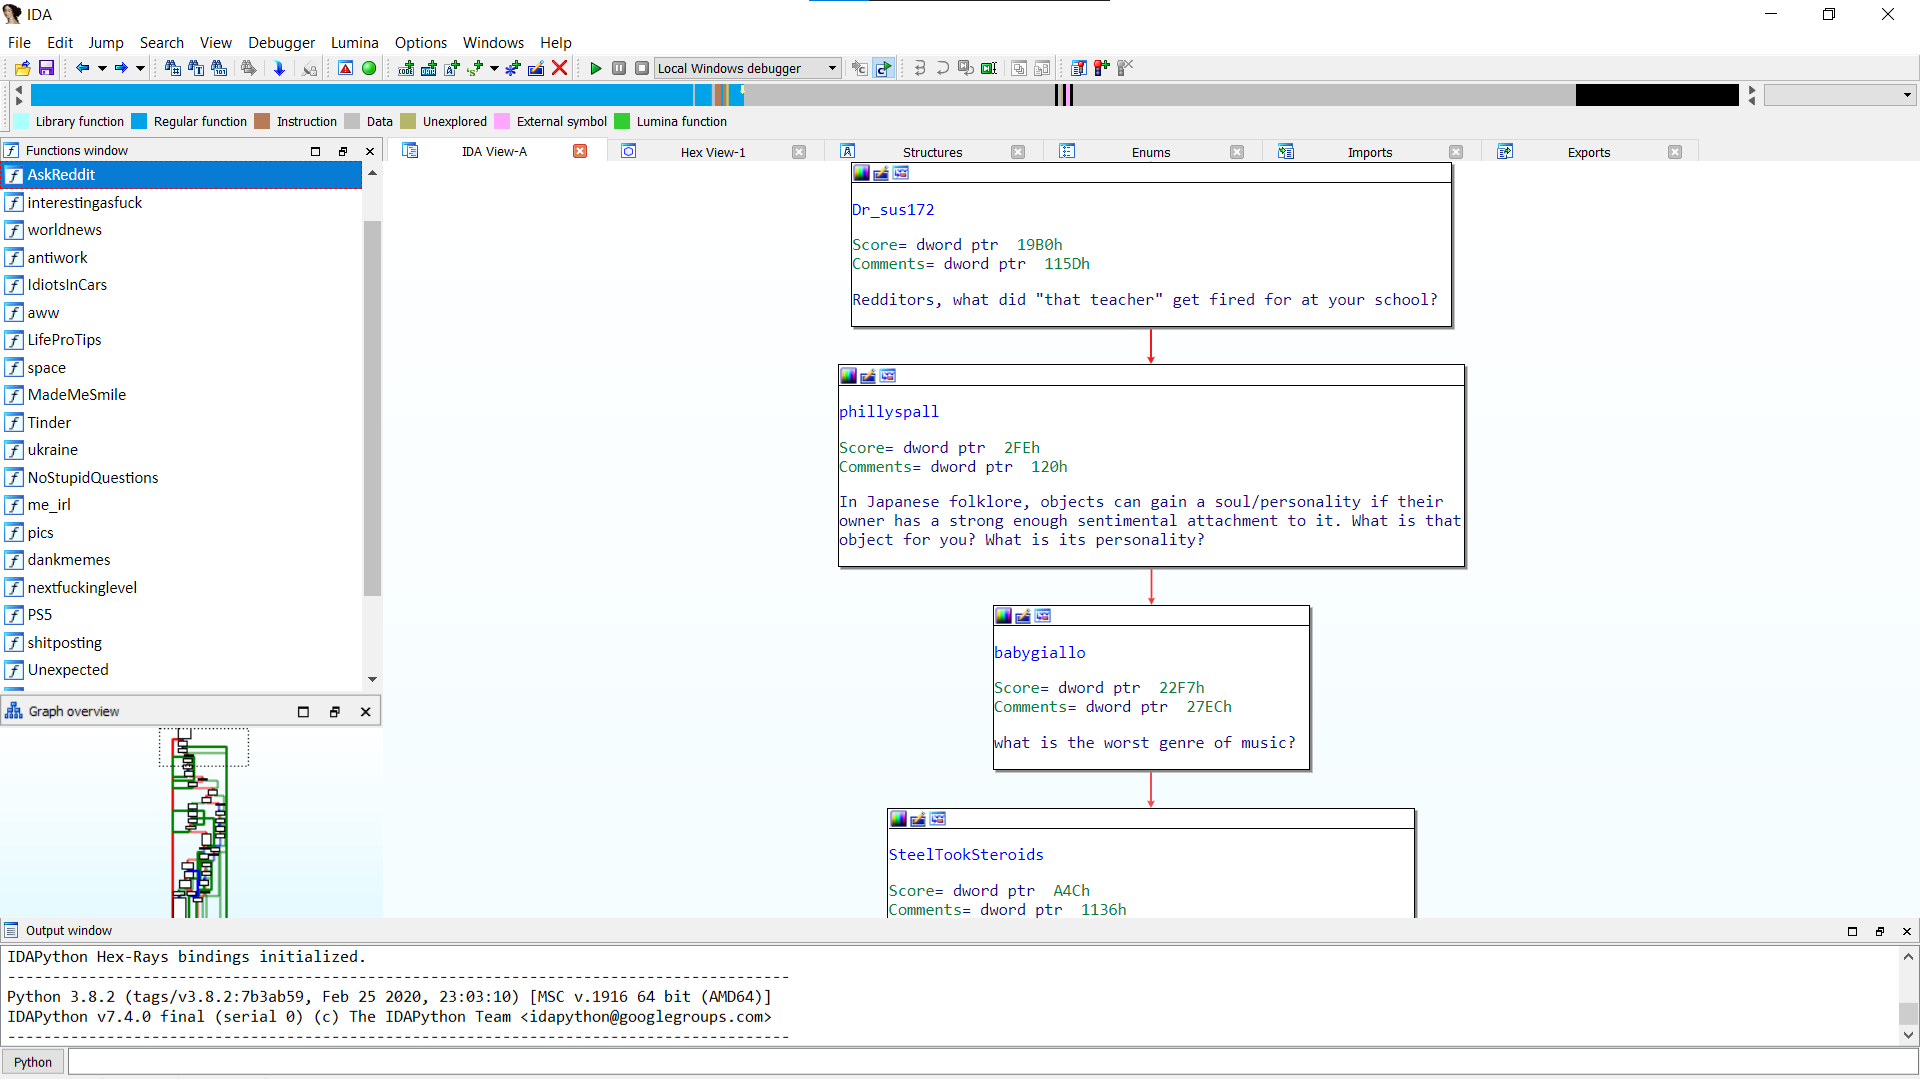 IDA
File Edit Jump Search View Debugger Lumina Options Windows Help
Local Windows debugger
Library function Regular function Instruction Data Unexplored External symbol Lumina function
Functions window
AskReddit
interestingasfuck
worldnews
antiwork
IdiotsInCars
aww
LifeProTips
space
MadeMeSmile
Tinder
ukraine
NoStupidQuestions
me_irl
pics
dankmemes
nextfuckinglevel
PS5
shitposting
Unexpected
Graph overview
IDA View-A Hex View-1 Structures Enums Imports Exports
Dr_sus172
Score= dword ptr  19B0h
Comments= dword ptr  115Dh
Redditors, what did "that teacher" get fired for at your school?
phillyspall
Score= dword ptr  2FEh
Comments= dword ptr  120h
In Japanese folklore, objects can gain a soul/personality if their
owner has a strong enough sentimental attachment to it. What is that
object for you? What is its personality?
babygiallo
Score= dword ptr  22F7h
Comments= dword ptr  27ECh
what is the worst genre of music?
SteelTookSteroids
Score= dword ptr  A4Ch
Comments= dword ptr  1136h
Output window
IDAPython Hex-Rays bindings initialized.
--------------------------------------------------------------------------------------
Python 3.8.2 (tags/v3.8.2:7b3ab59, Feb 25 2020, 23:03:10) [MSC v.1916 64 bit (AMD64)]
IDAPython v7.4.0 final (serial 0) (c) The IDAPython Team <idapython@googlegroups.com>
--------------------------------------------------------------------------------------
Python